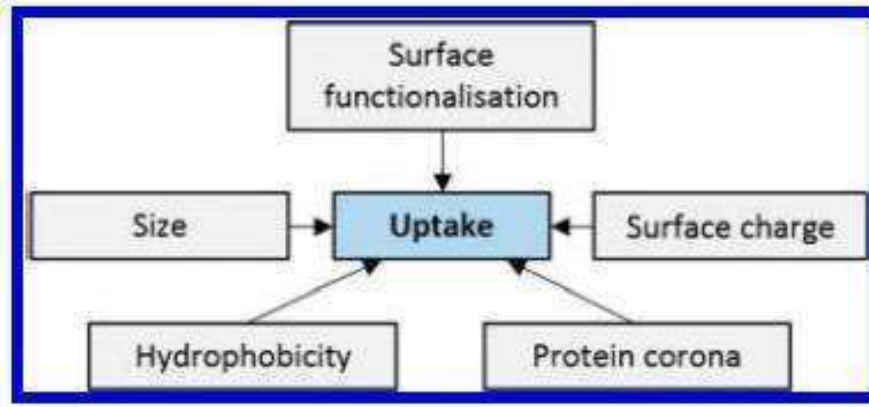 Surface
functionalisation
Size
Uptake
Surface charge
Hydrophobicity
Protein corona